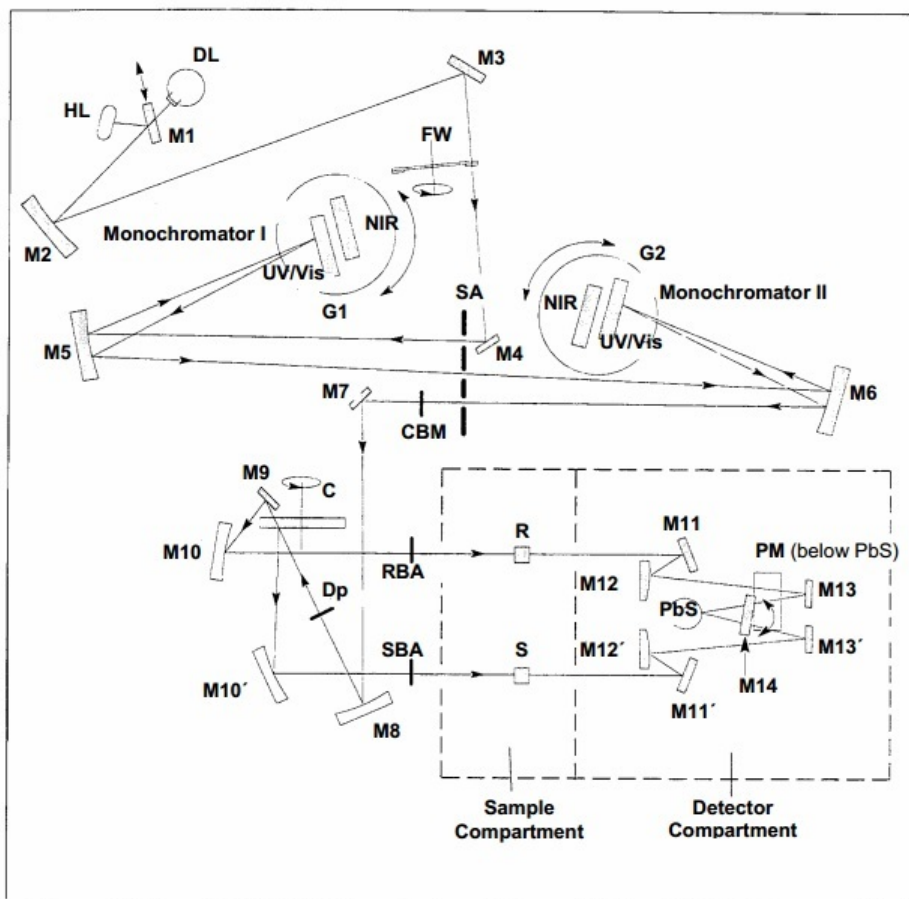 DL
M3
HL
M1
FW
M2
Monochromator I
NIR
UV/Vis
G1
G2
SA
NIR
Monochromator II
UV/Vis
M5
M4
M6
M7
CBM
M9
C
M10
RBA
R
M11
PM (below PbS)
M12
M13
Dp
PbS
SBA
S
M12´
M13´
M10´
M14
M8
M11´
Sample
Compartment
Detector
Compartment